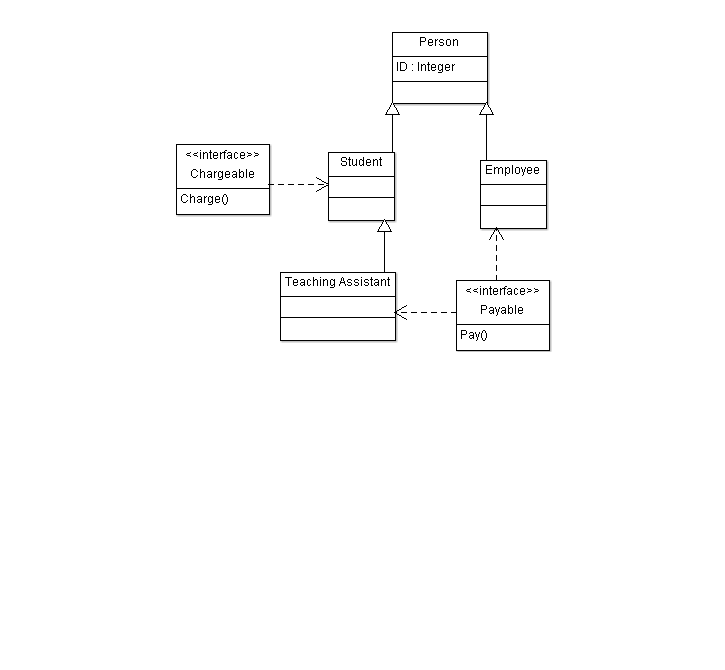 Person
ID : Integer
<<interface>>
Chargeable
Charge()
Student
Employee
Teaching Assistant
<<interface>>
Payable
Pay()